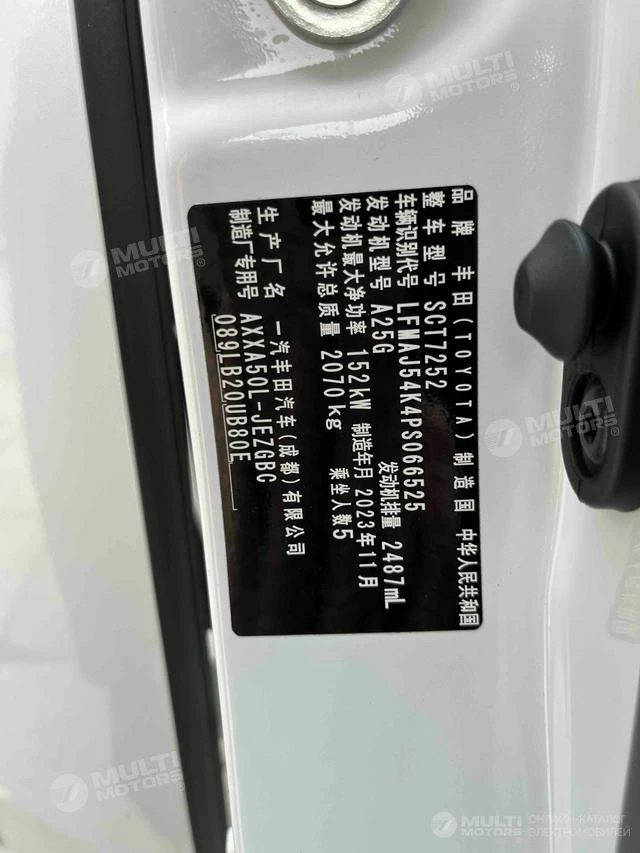 品牌 丰田(TOYOTA) 制造国 中华人民共和国
整车型号 SCT7252
车辆识别代号 LFMAJ54K4PS066525
发动机型号 A25G 发动机排量 2487mL
发动机最大净功率 152kW 制造年月 2023年11月
最大允许总质量 2070kg 乘坐人数5
生产厂名 一汽丰田汽车(成都)有限公司
制造厂专用号 AXXA50L-JEZGBC
089LB20UB80E
MULTI MOTORS®
MULTI MOTORS®
MULTI MOTORS®
MULTI MOTORS®
MULTI MOTORS® ОНЛАЙН-КАТАЛОГ ЭЛЕКТРОМОБИЛЕЙ